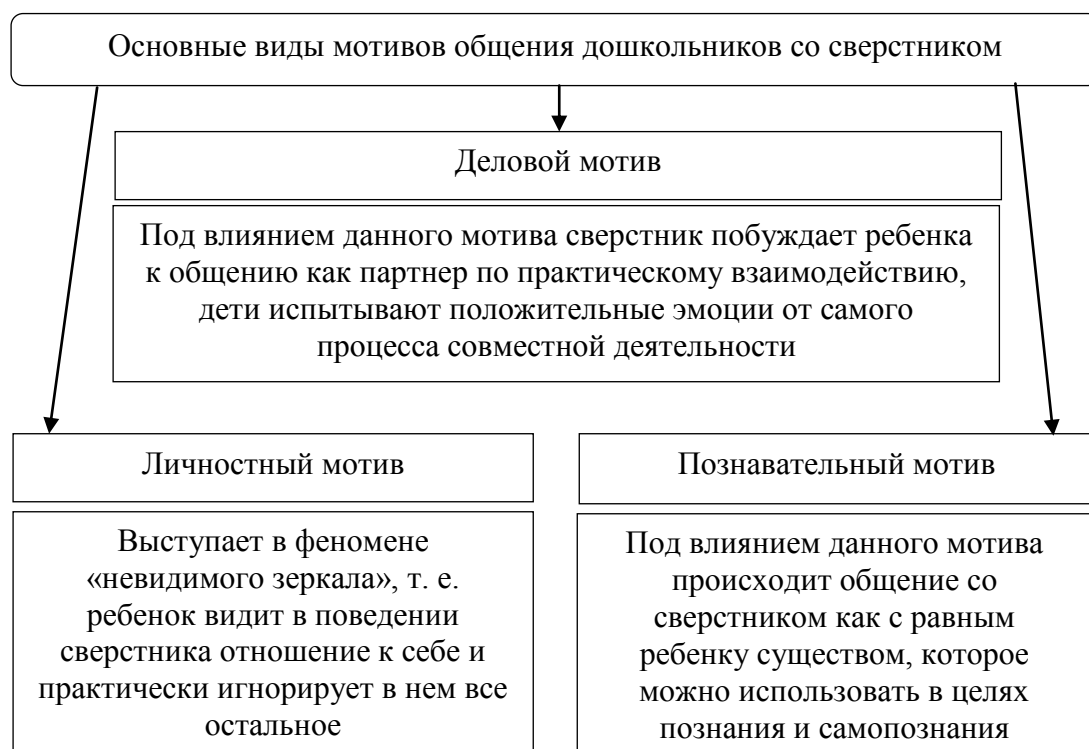 Основные виды мотивов общения дошкольников со сверстником
Деловой мотив
Под влиянием данного мотива сверстник побуждает ребенка
к общению как партнер по практическому взаимодействию,
дети испытывают положительные эмоции от самого
процесса совместной деятельности
Личностный мотив
Выступает в феномене
«невидимого зеркала», т. е.
ребенок видит в поведении
сверстника отношение к себе и
практически игнорирует в нем все
остальное
Познавательный мотив
Под влиянием данного мотива
происходит общение со
сверстником как с равным
ребенку существом, которое
можно использовать в целях
познания и самопознания